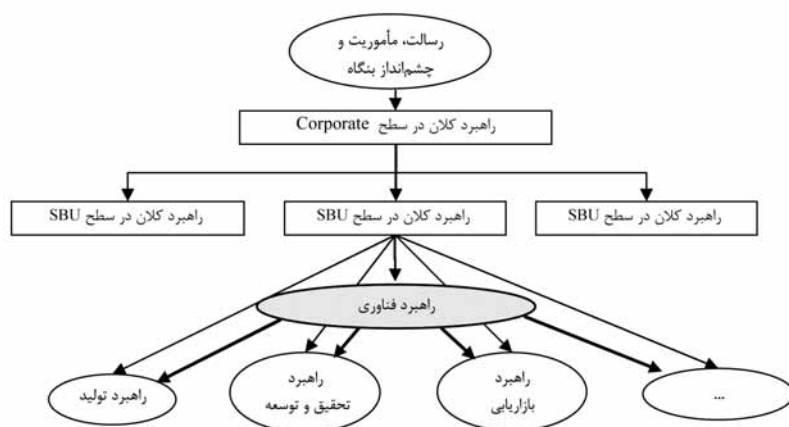 رسالت، مأموریت و
چشم‌انداز بنگاه
راهبرد کلان در سطح Corporate
راهبرد کلان در سطح SBU
راهبرد کلان در سطح SBU
راهبرد کلان در سطح SBU
راهبرد فناوری
راهبرد
بازاریابی
راهبرد
تحقیق و توسعه
راهبرد تولید
...